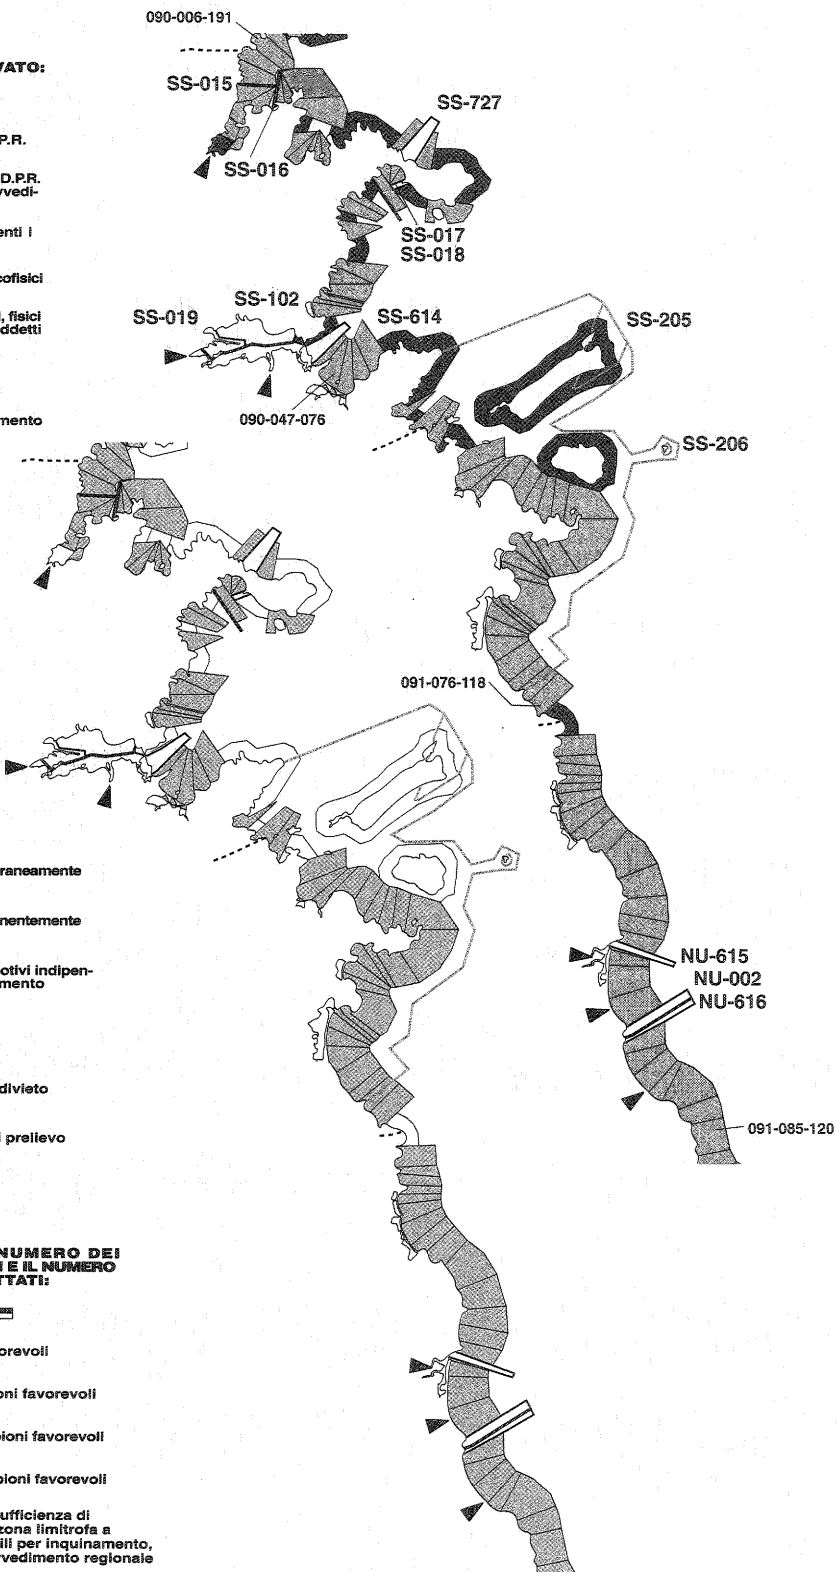 090-006-191
VATO:
SS-015
SS-727
P.R.
SS-016
D.P.R.
vvedi-
enti i
SS-017
SS-018
cofisici
SS-102
SS-019
i, fisici
ddetti
SS-614
SS-205
090-047-076
mento
SS-206
091-076-118
raneamente
nentemente
otivi indipen-
mento
NU-615
NU-002
NU-616
divieto
091-085-120
i prelievo
NUMERO DEI
I E IL NUMERO
TTATI:
orevoli
oni favorevoli
pioni favorevoli
pioni favorevoli
ufficienza di
zona limitrofa a
ili per inquinamento,
vvedimento regionale